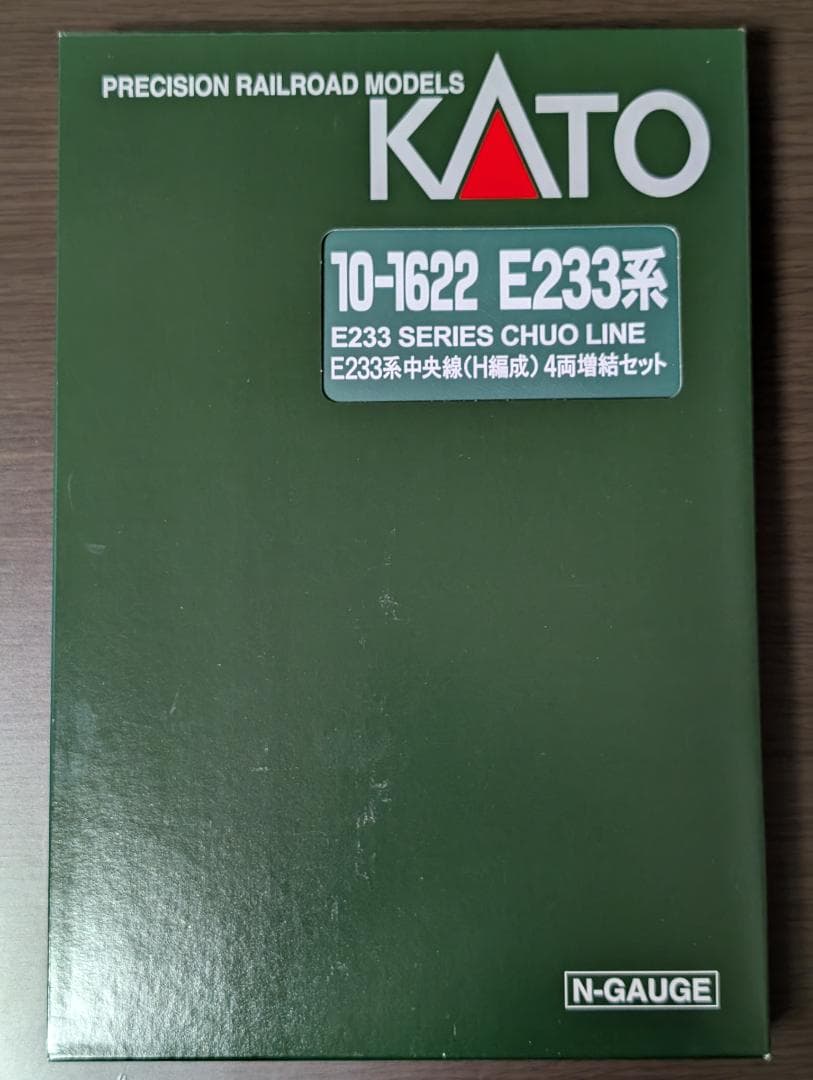 PRECISION RAILROAD MODELS
KATO
10-1622 E233系
E233 SERIES CHUO LINE
E233系中央線(H編成)4両増結セット
N-GAUGE